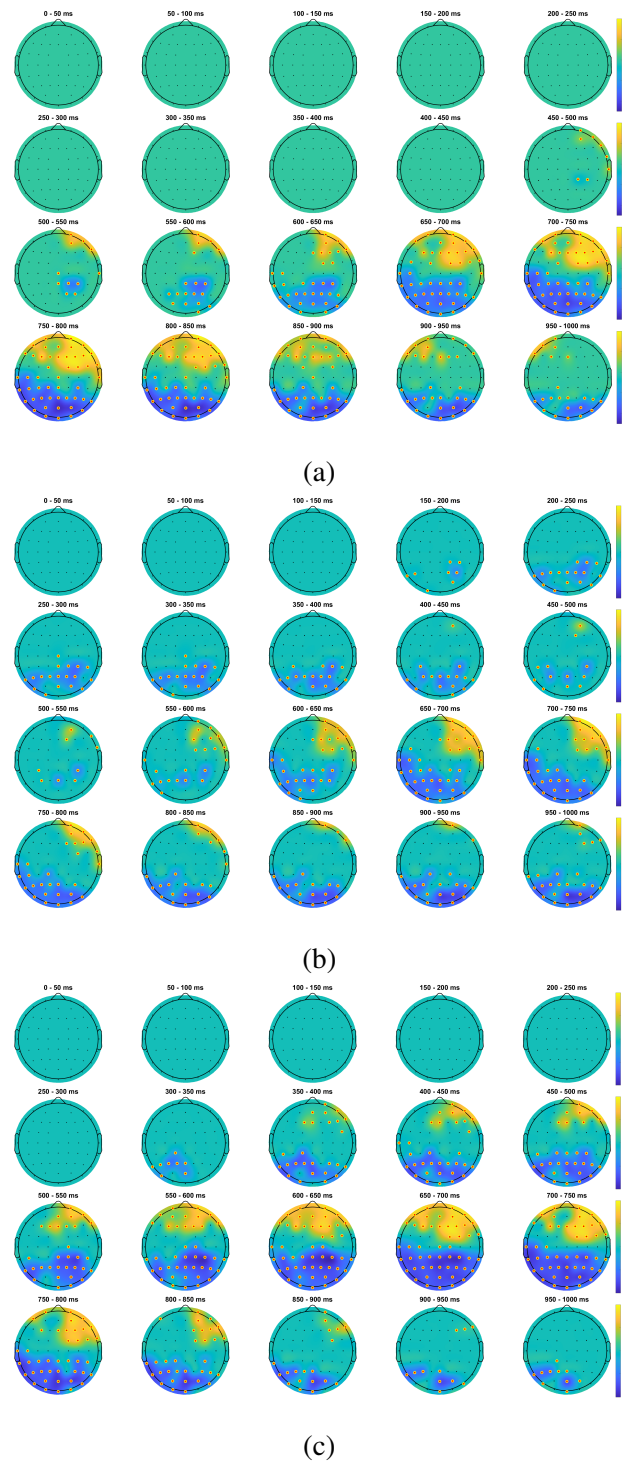 0 - 50 ms 50 - 100 ms 100 - 150 ms 150 - 200 ms 200 - 250 ms
250 - 300 ms 300 - 350 ms 350 - 400 ms 400 - 450 ms 450 - 500 ms
500 - 550 ms 550 - 600 ms 600 - 650 ms 650 - 700 ms 700 - 750 ms
750 - 800 ms 800 - 850 ms 850 - 900 ms 900 - 950 ms 950 - 1000 ms
(a)
0 - 50 ms 50 - 100 ms 100 - 150 ms 150 - 200 ms 200 - 250 ms
250 - 300 ms 300 - 350 ms 350 - 400 ms 400 - 450 ms 450 - 500 ms
500 - 550 ms 550 - 600 ms 600 - 650 ms 650 - 700 ms 700 - 750 ms
750 - 800 ms 800 - 850 ms 850 - 900 ms 900 - 950 ms 950 - 1000 ms
(b)
0 - 50 ms 50 - 100 ms 100 - 150 ms 150 - 200 ms 200 - 250 ms
250 - 300 ms 300 - 350 ms 350 - 400 ms 400 - 450 ms 450 - 500 ms
500 - 550 ms 550 - 600 ms 600 - 650 ms 650 - 700 ms 700 - 750 ms
750 - 800 ms 800 - 850 ms 850 - 900 ms 900 - 950 ms 950 - 1000 ms
(c)